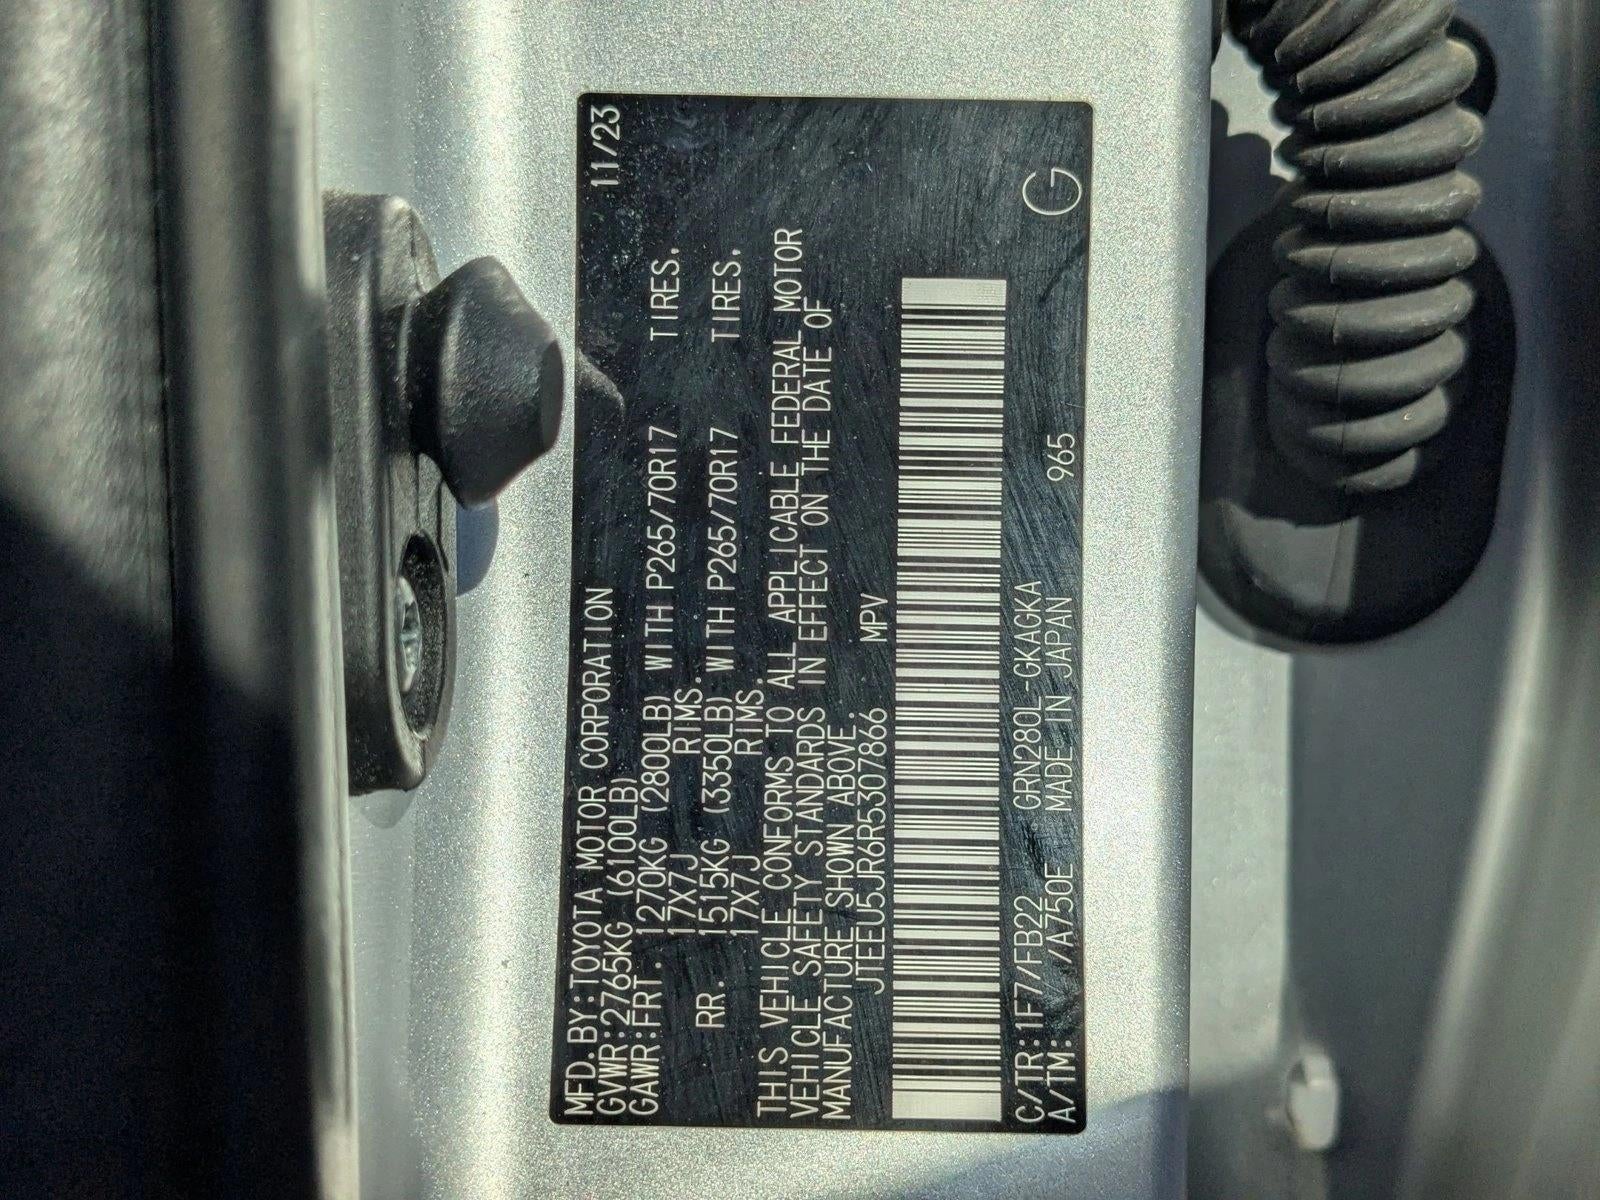 MFD.BY:TOYOTA MOTOR CORPORATION 11/23
GVWR:2765KG (6100LB)
GAWR:FRT. 1270KG (2800LB) WITH P265/70R17 TIRES.
17X7J RIMS.
RR. 1515KG (3350LB) WITH P265/70R17 TIRES.
17X7J RIMS.
THIS VEHICLE CONFORMS TO ALL APPLICABLE FEDERAL MOTOR
VEHICLE SAFETY STANDARDS IN EFFECT ON THE DATE OF
MANUFACTURE SHOWN ABOVE.
JTEEU5JR6R5307866 MPV
C/TR:1F7/FB22 GRN280L-GKAGKA G
A/TM: /A750E MADE IN JAPAN 965